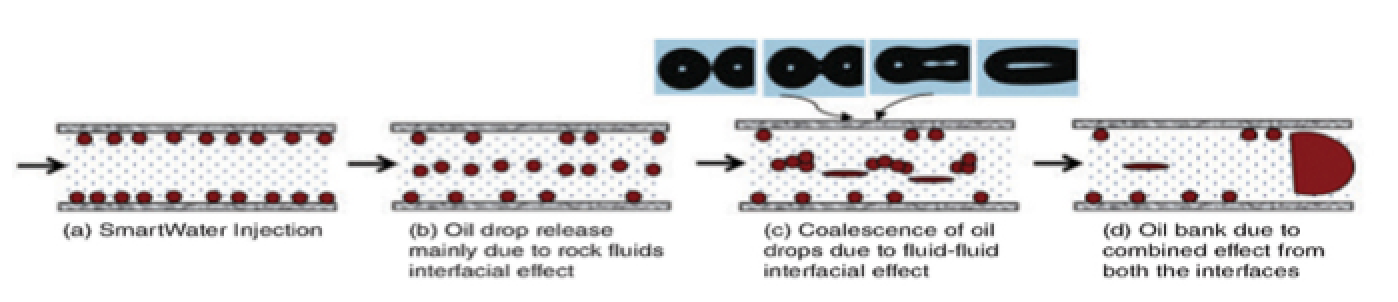 (a) SmartWater Injection
(b) Oil drop release
mainly due to rock fluids
interfacial effect
(c) Coalescence of oil
drops due to fluid-fluid
interfacial effect
(d) Oil bank due to
combined effect from
both the interfaces